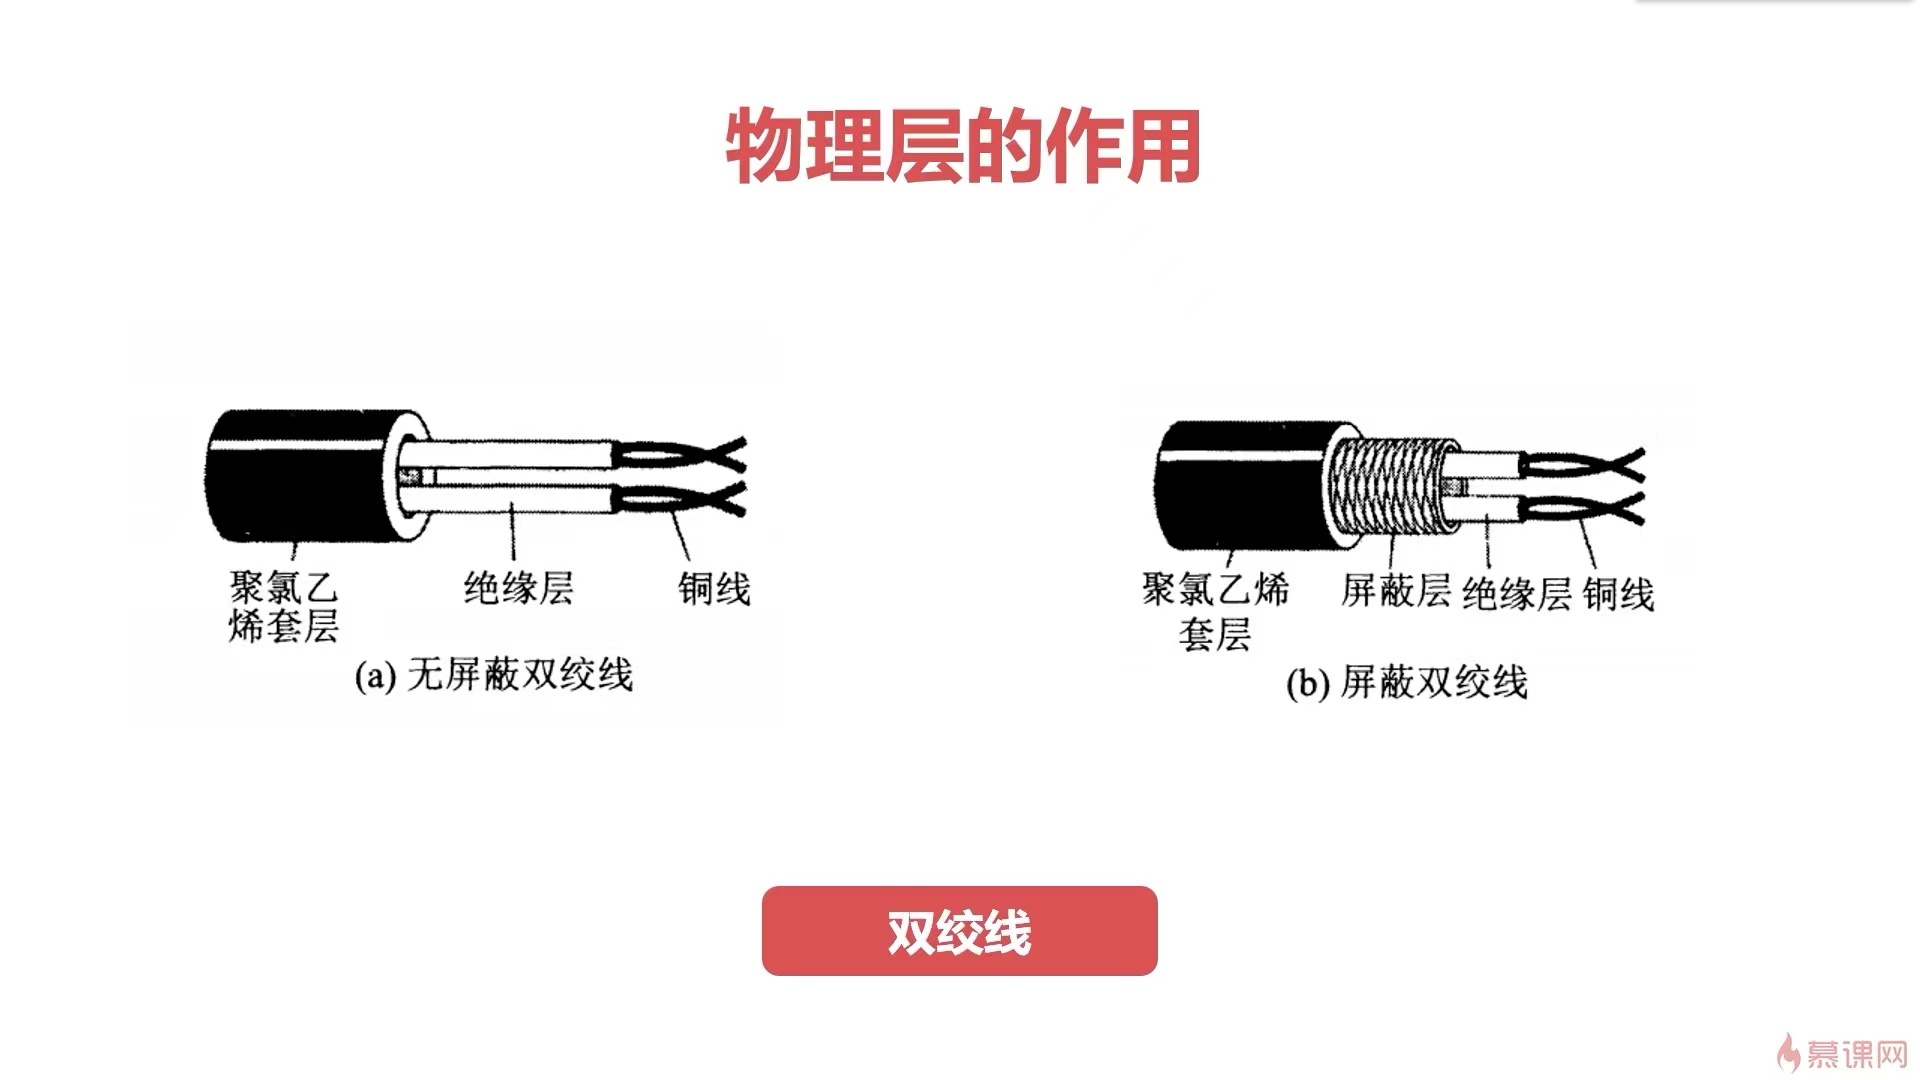 物理层的作用
聚氯乙
烯套层
绝缘层
铜线
(a) 无屏蔽双绞线
聚氯乙烯
套层
屏蔽层
绝缘层
铜线
(b) 屏蔽双绞线
双绞线
慕课网